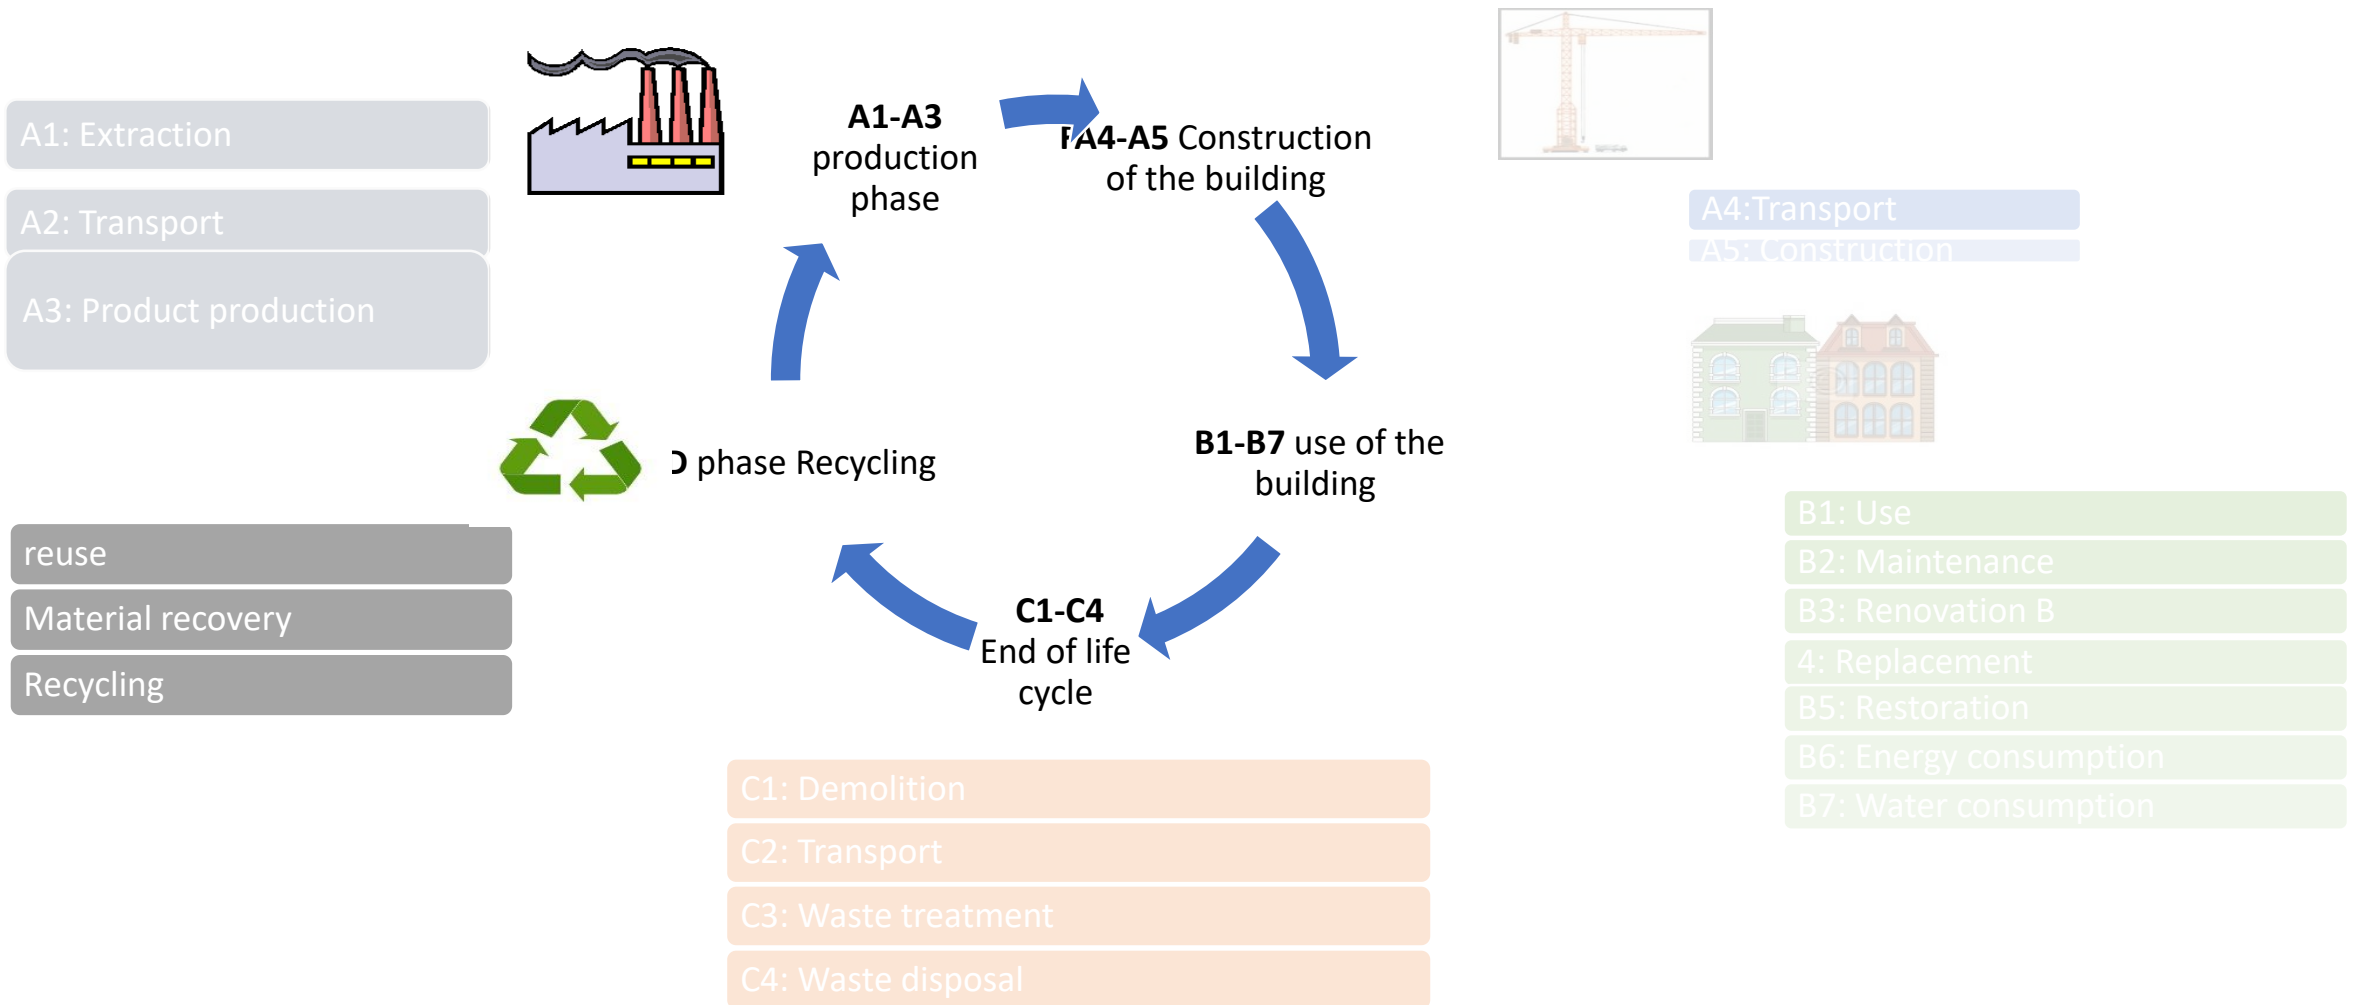 A1: Extraction
A2: Transport
A3: Product production
A1-A3
production
phase
A4-A5 Construction
of the building
A4:Transport
A5: Construction
B1-B7 use of the
building
B1: Use
B2: Maintenance
B3: Renovation B
4: Replacement
B5: Restoration
B6: Energy consumption
B7: Water consumption
C1-C4
End of life
cycle
C1: Demolition
C2: Transport
C3: Waste treatment
C4: Waste disposal
D phase Recycling
reuse
Material recovery
Recycling